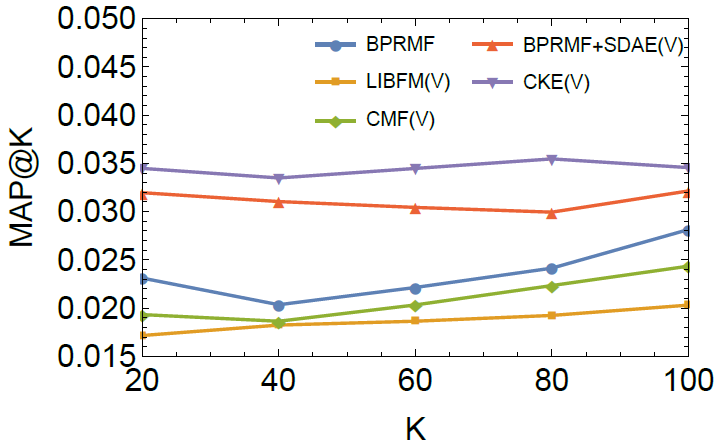 0.050
0.045
0.040
0.035
0.030
0.025
0.020
0.015
MAP@K
BPRMF
BPRMF+SDAE(V)
LIBFM(V)
CKE(V)
CMF(V)
20 40 60 80 100
K